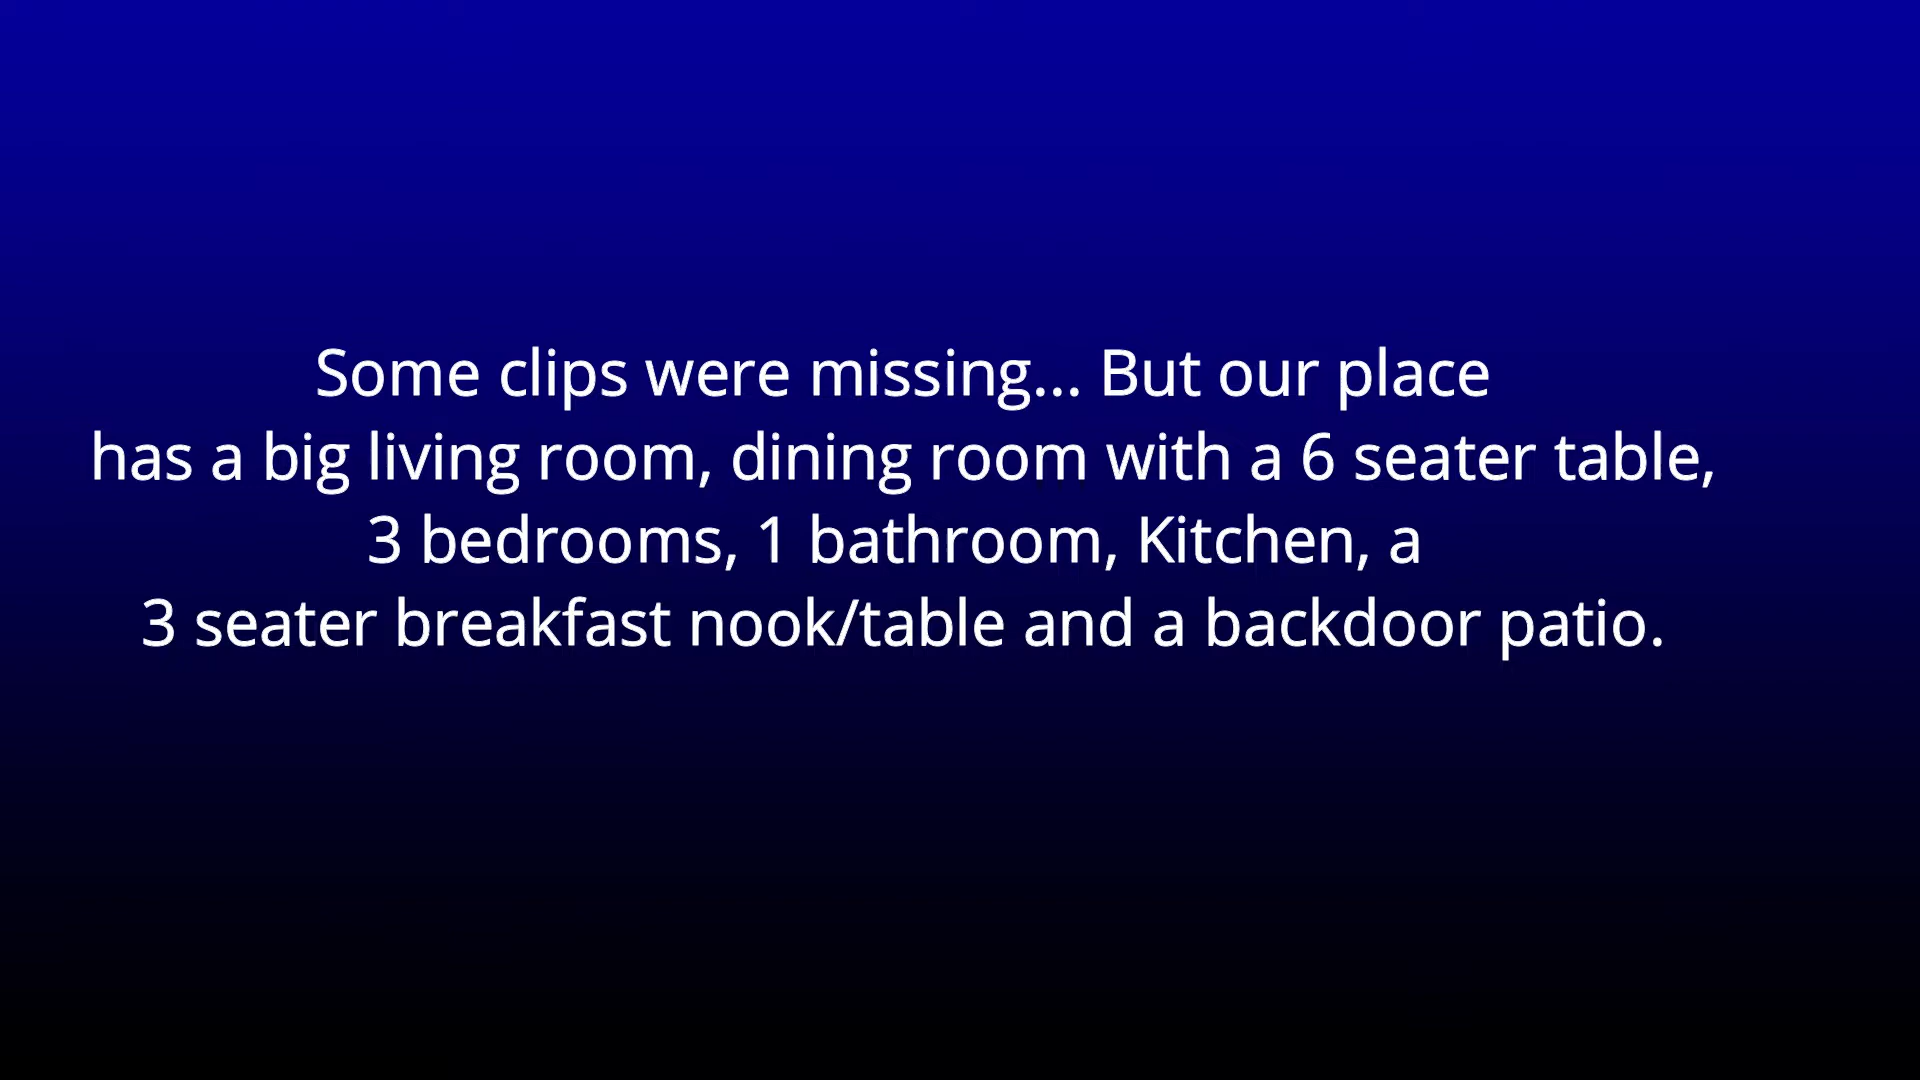 Some clips were missing... But our place
has a big living room, dining room with a 6 seater table,
3 bedrooms, 1 bathroom, Kitchen, a
3 seater breakfast nook/table and a backdoor patio.